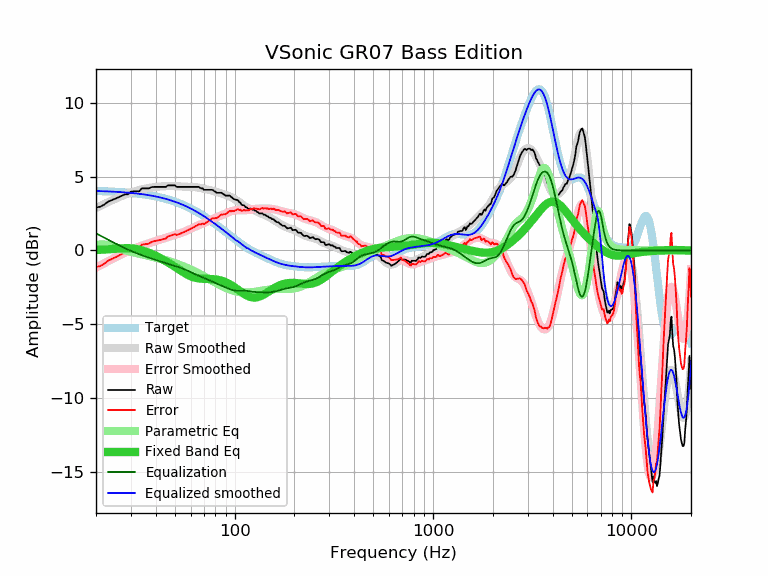 VSonic GR07 Bass Edition
10
5
0
−5
−10
−15
Amplitude (dBr)
Target
Raw Smoothed
Error Smoothed
Raw
Error
Parametric Eq
Fixed Band Eq
Equalization
Equalized smoothed
100
1000
10000
Frequency (Hz)